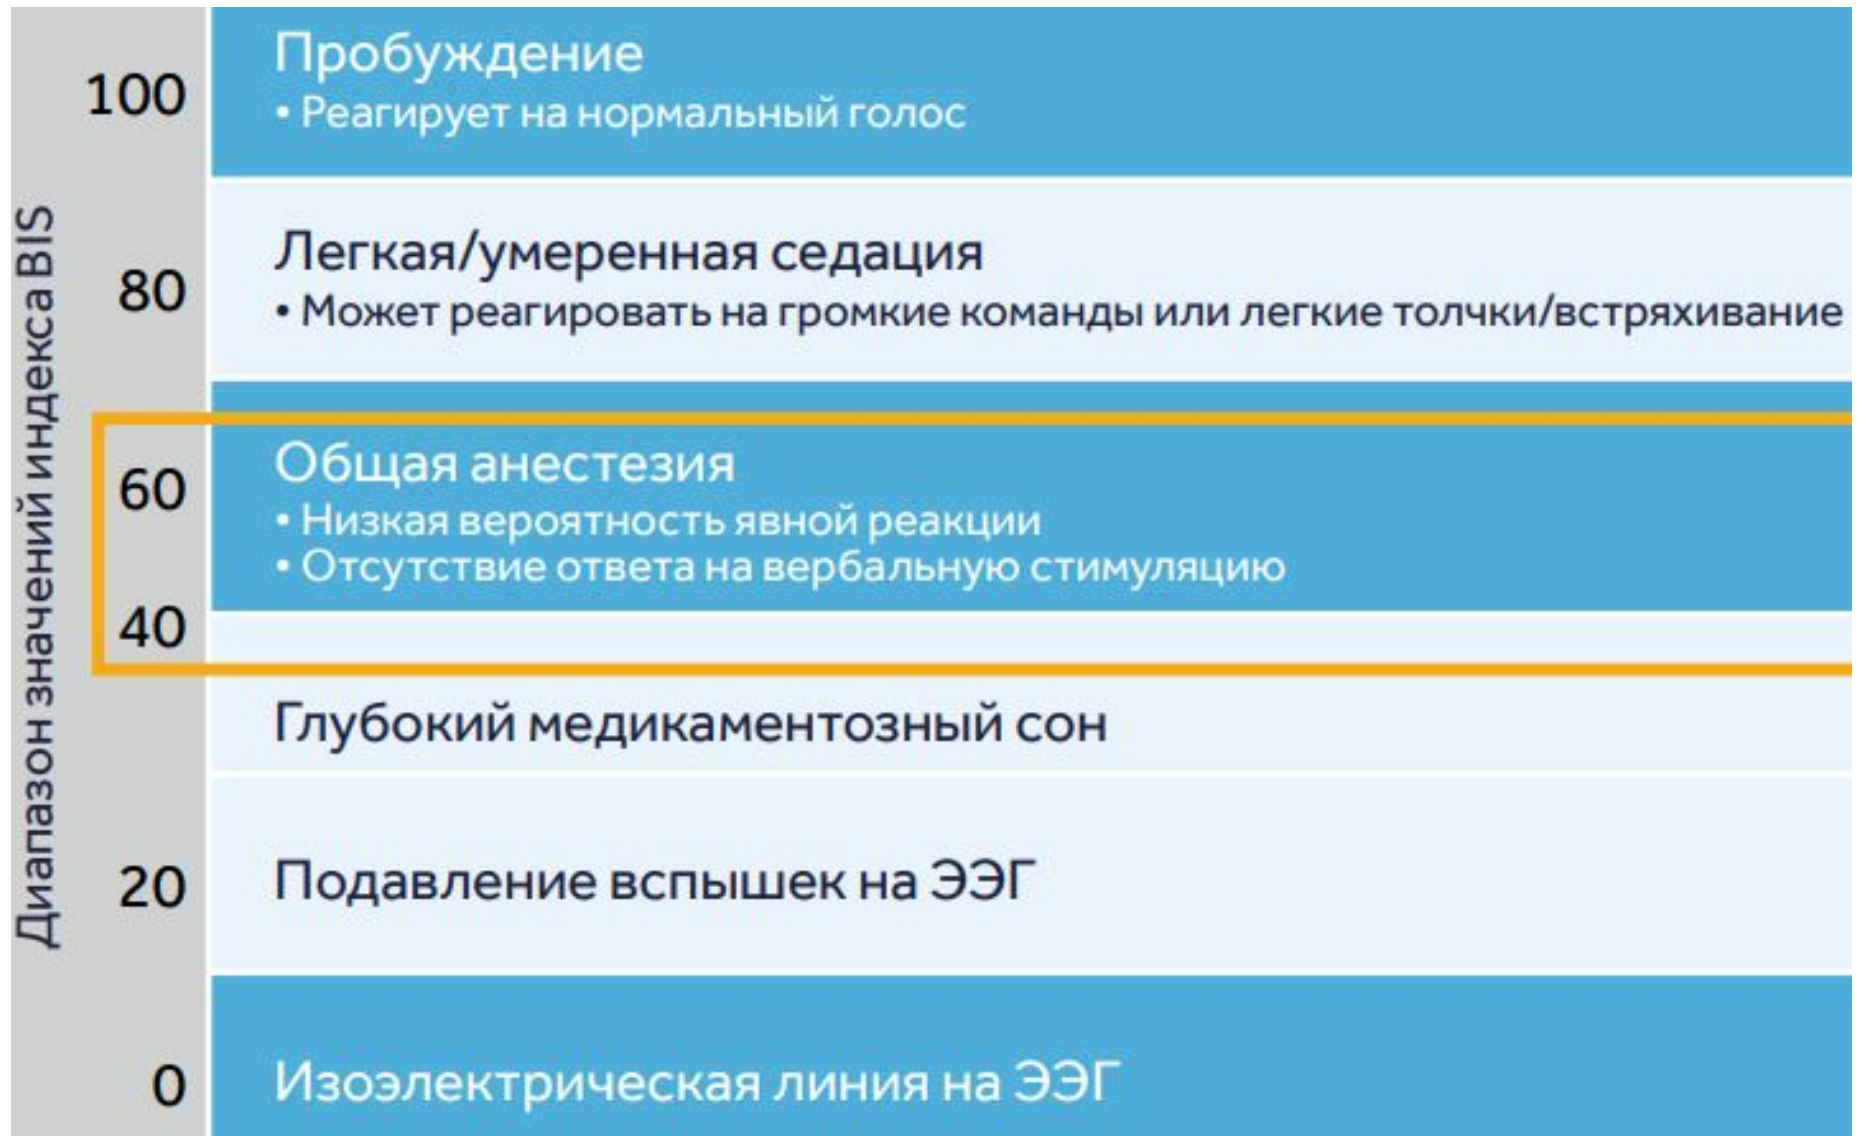 Диапазон значений индекса BIS
100
Пробуждение
• Реагирует на нормальный голос
80
Легкая/умеренная седация
• Может реагировать на громкие команды или легкие толчки/встряхивание
60
Общая анестезия
• Низкая вероятность явной реакции
• Отсутствие ответа на вербальную стимуляцию
40
Глубокий медикаментозный сон
20
Подавление вспышек на ЭЭГ
0
Изоэлектрическая линия на ЭЭГ